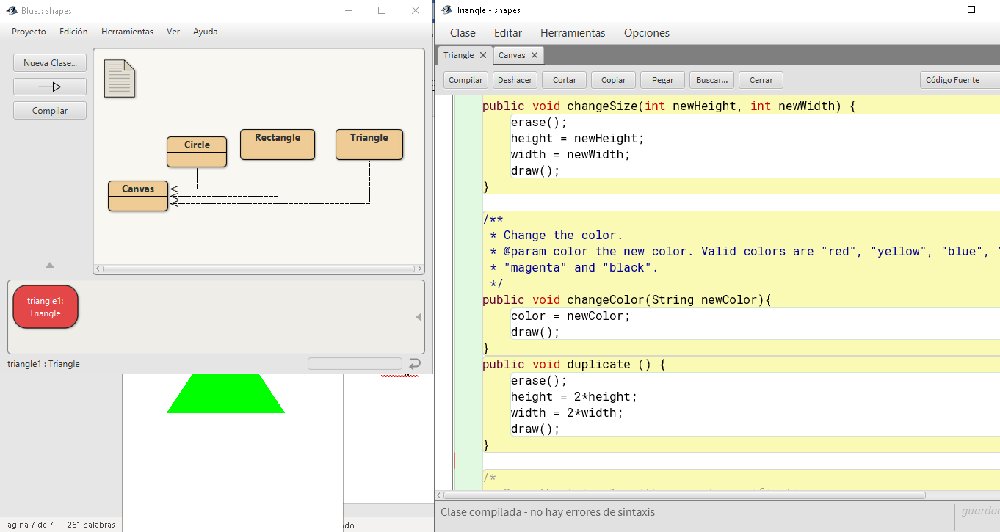 BlueJ: shapes
Proyecto Edición Herramientas Ver Ayuda
Nueva Clase...
Compilar
Circle
Rectangle
Triangle
Canvas
triangle1:
Triangle
triangle1 : Triangle
Página 7 de 7 261 palabras
Triangle - shapes
Clase Editar Herramientas Opciones
Triangle Canvas
Compilar Deshacer Cortar Copiar Pegar Buscar... Cerrar Código Fuente
public void changeSize(int newHeight, int newWidth) {
erase();
height = newHeight;
width = newWidth;
draw();
}
/**
* Change the color.
* @param color the new color. Valid colors are "red", "yellow", "blue", "
* "magenta" and "black".
*/
public void changeColor(String newColor){
color = newColor;
draw();
}
public void duplicate () {
erase();
height = 2*height;
width = 2*width;
draw();
}
/*
Clase compilada - no hay errores de sintaxis